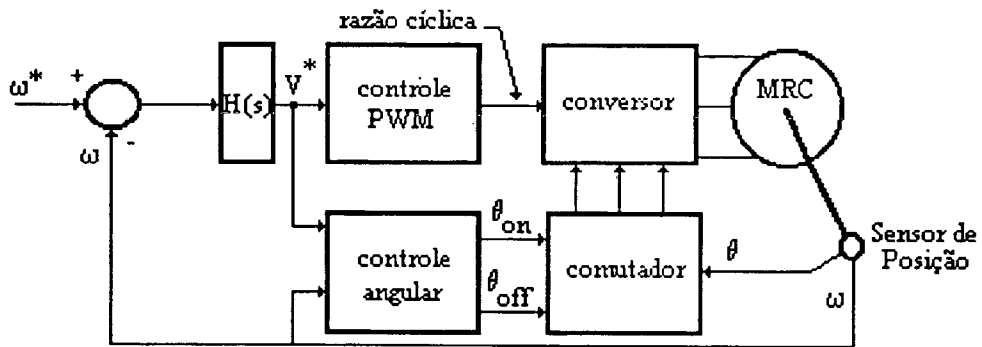 razão cíclica
ω*
+
-
ω
H(s)
V*
controle
PWM
conversor
MRC
controle
angular
θon
θoff
comutador
θ
ω
Sensor de
Posição